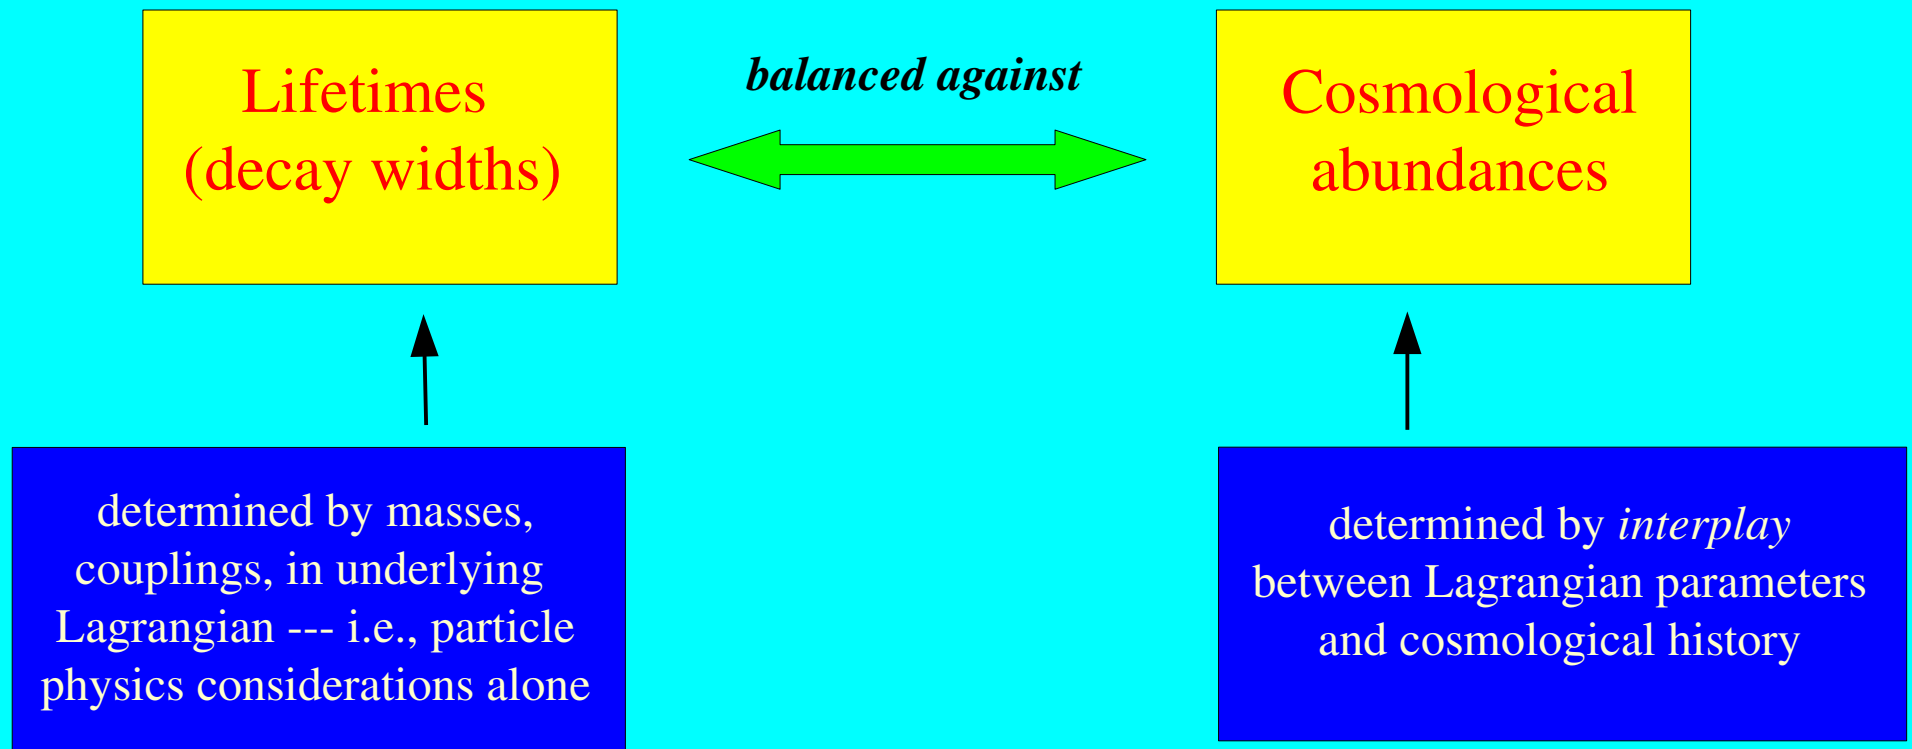 Lifetimes
(decay widths)
balanced against
Cosmological
abundances
determined by masses,
couplings, in underlying
Lagrangian --- i.e., particle
physics considerations alone
determined by interplay
between Lagrangian parameters
and cosmological history